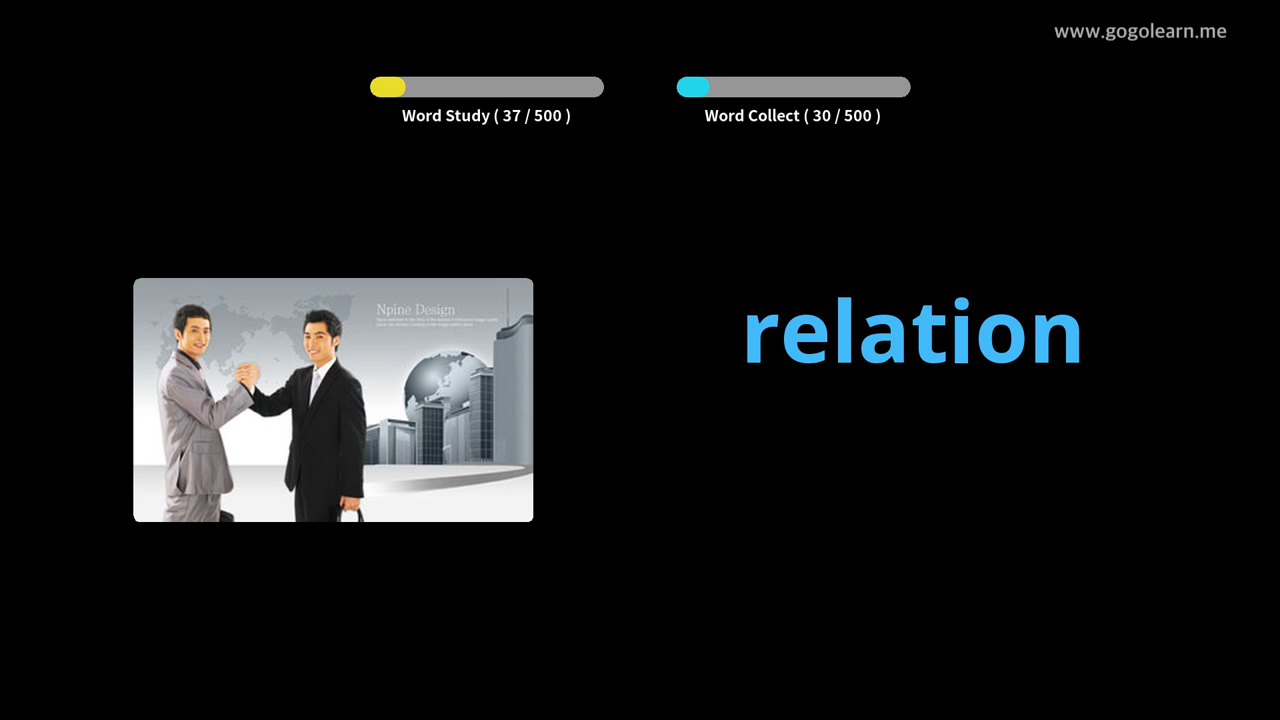 www.gogolearn.me
Word Study ( 37 / 500 )
Word Collect ( 30 / 500 )
Npine Design
relation